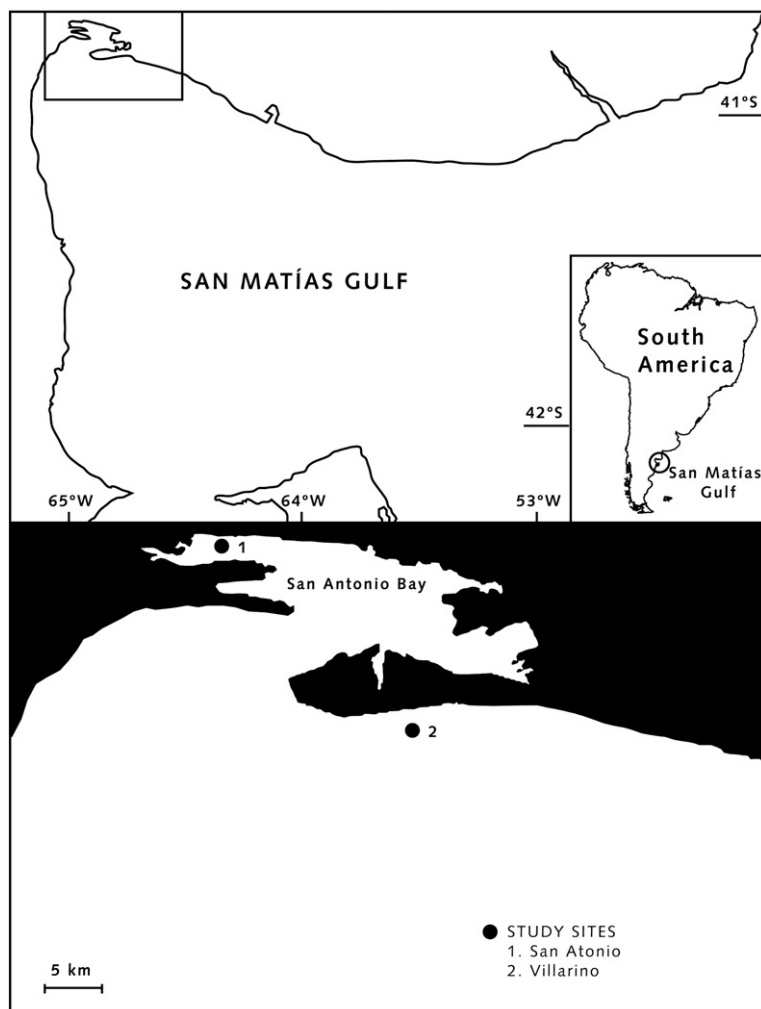 41°S
SAN MATÍAS GULF
South
America
42°S
San Matías
Gulf
65°W
64°W
53°W
1
San Antonio Bay
2
STUDY SITES
1. San Atonio
2. Villarino
5 km